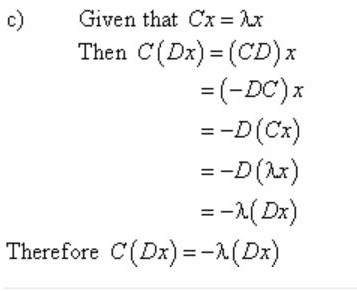 c) Given that Cx = λx
Then C(Dx) = (CD)x
= (-DC)x
= -D(Cx)
= -D(λx)
= -λ(Dx)
Therefore C(Dx) = -λ(Dx)